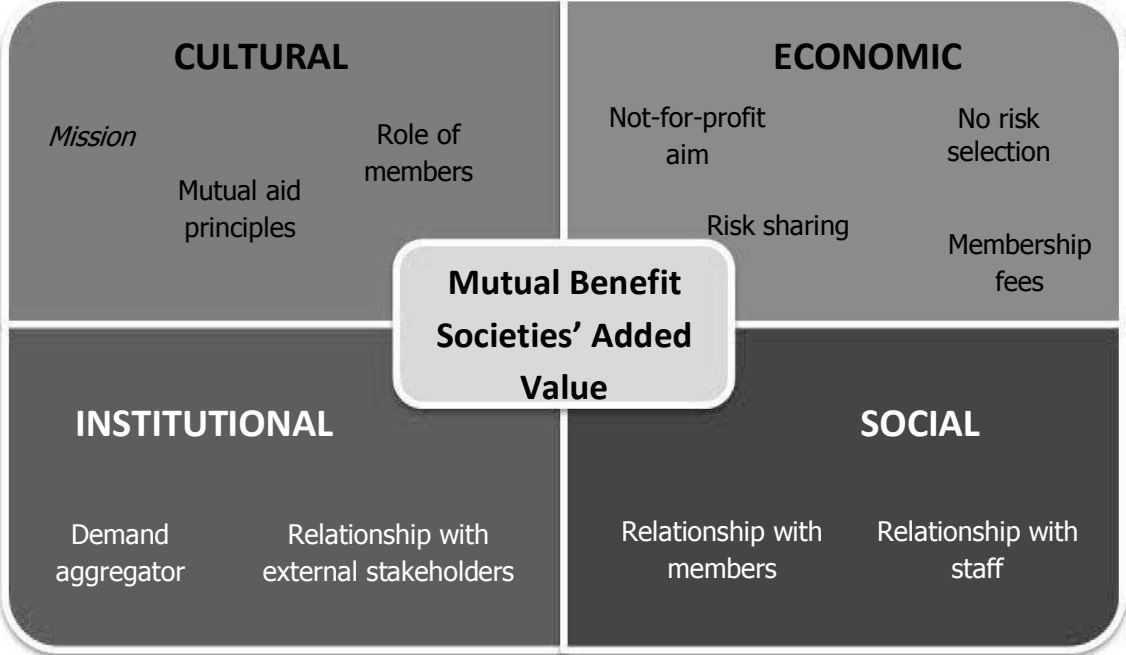 CULTURAL
Mission
Role of
members
Mutual aid
principles
ECONOMIC
Not-for-profit
aim
No risk
selection
Risk sharing
Membership
fees
Mutual Benefit
Societies’ Added
Value
INSTITUTIONAL
Demand
aggregator
Relationship with
external stakeholders
SOCIAL
Relationship with
members
Relationship with
staff